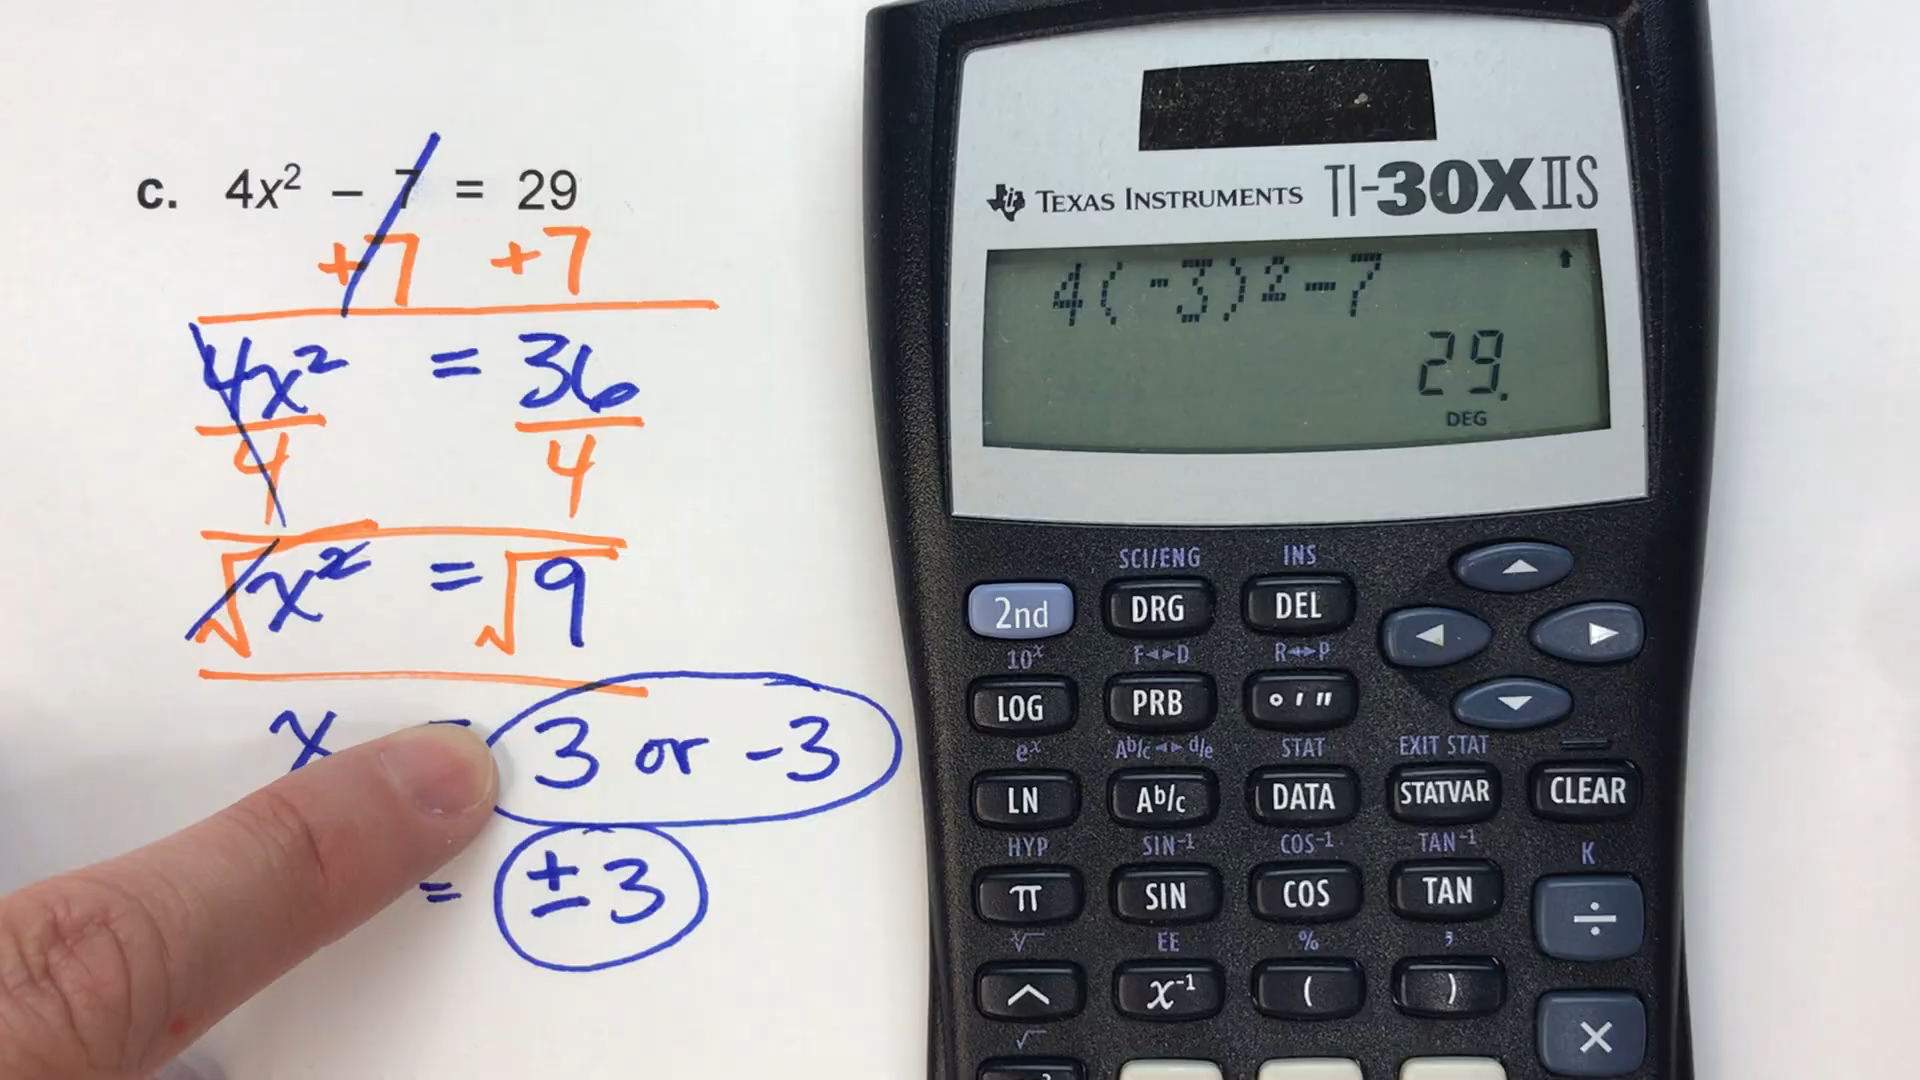 c. 4x² – 7 = 29
+7 +7
4x² = 36
4 4
√x² = √9
x = 3 or -3
= ± 3
TEXAS INSTRUMENTS TI-30X IIS
4(-3)²-7
29.
DEG
SCI/ENG INS
2nd DRG DEL
10ˣ F◄►D R◄►P
LOG PRB ° ' "
eˣ Ab/c◄►d/e STAT EXIT STAT
LN Ab/c DATA STATVAR CLEAR
HYP SIN⁻¹ COS⁻¹ TAN⁻¹ K
π SIN COS TAN ÷
ˣ√ EE % ,
^ x⁻¹ ( ) ×
√